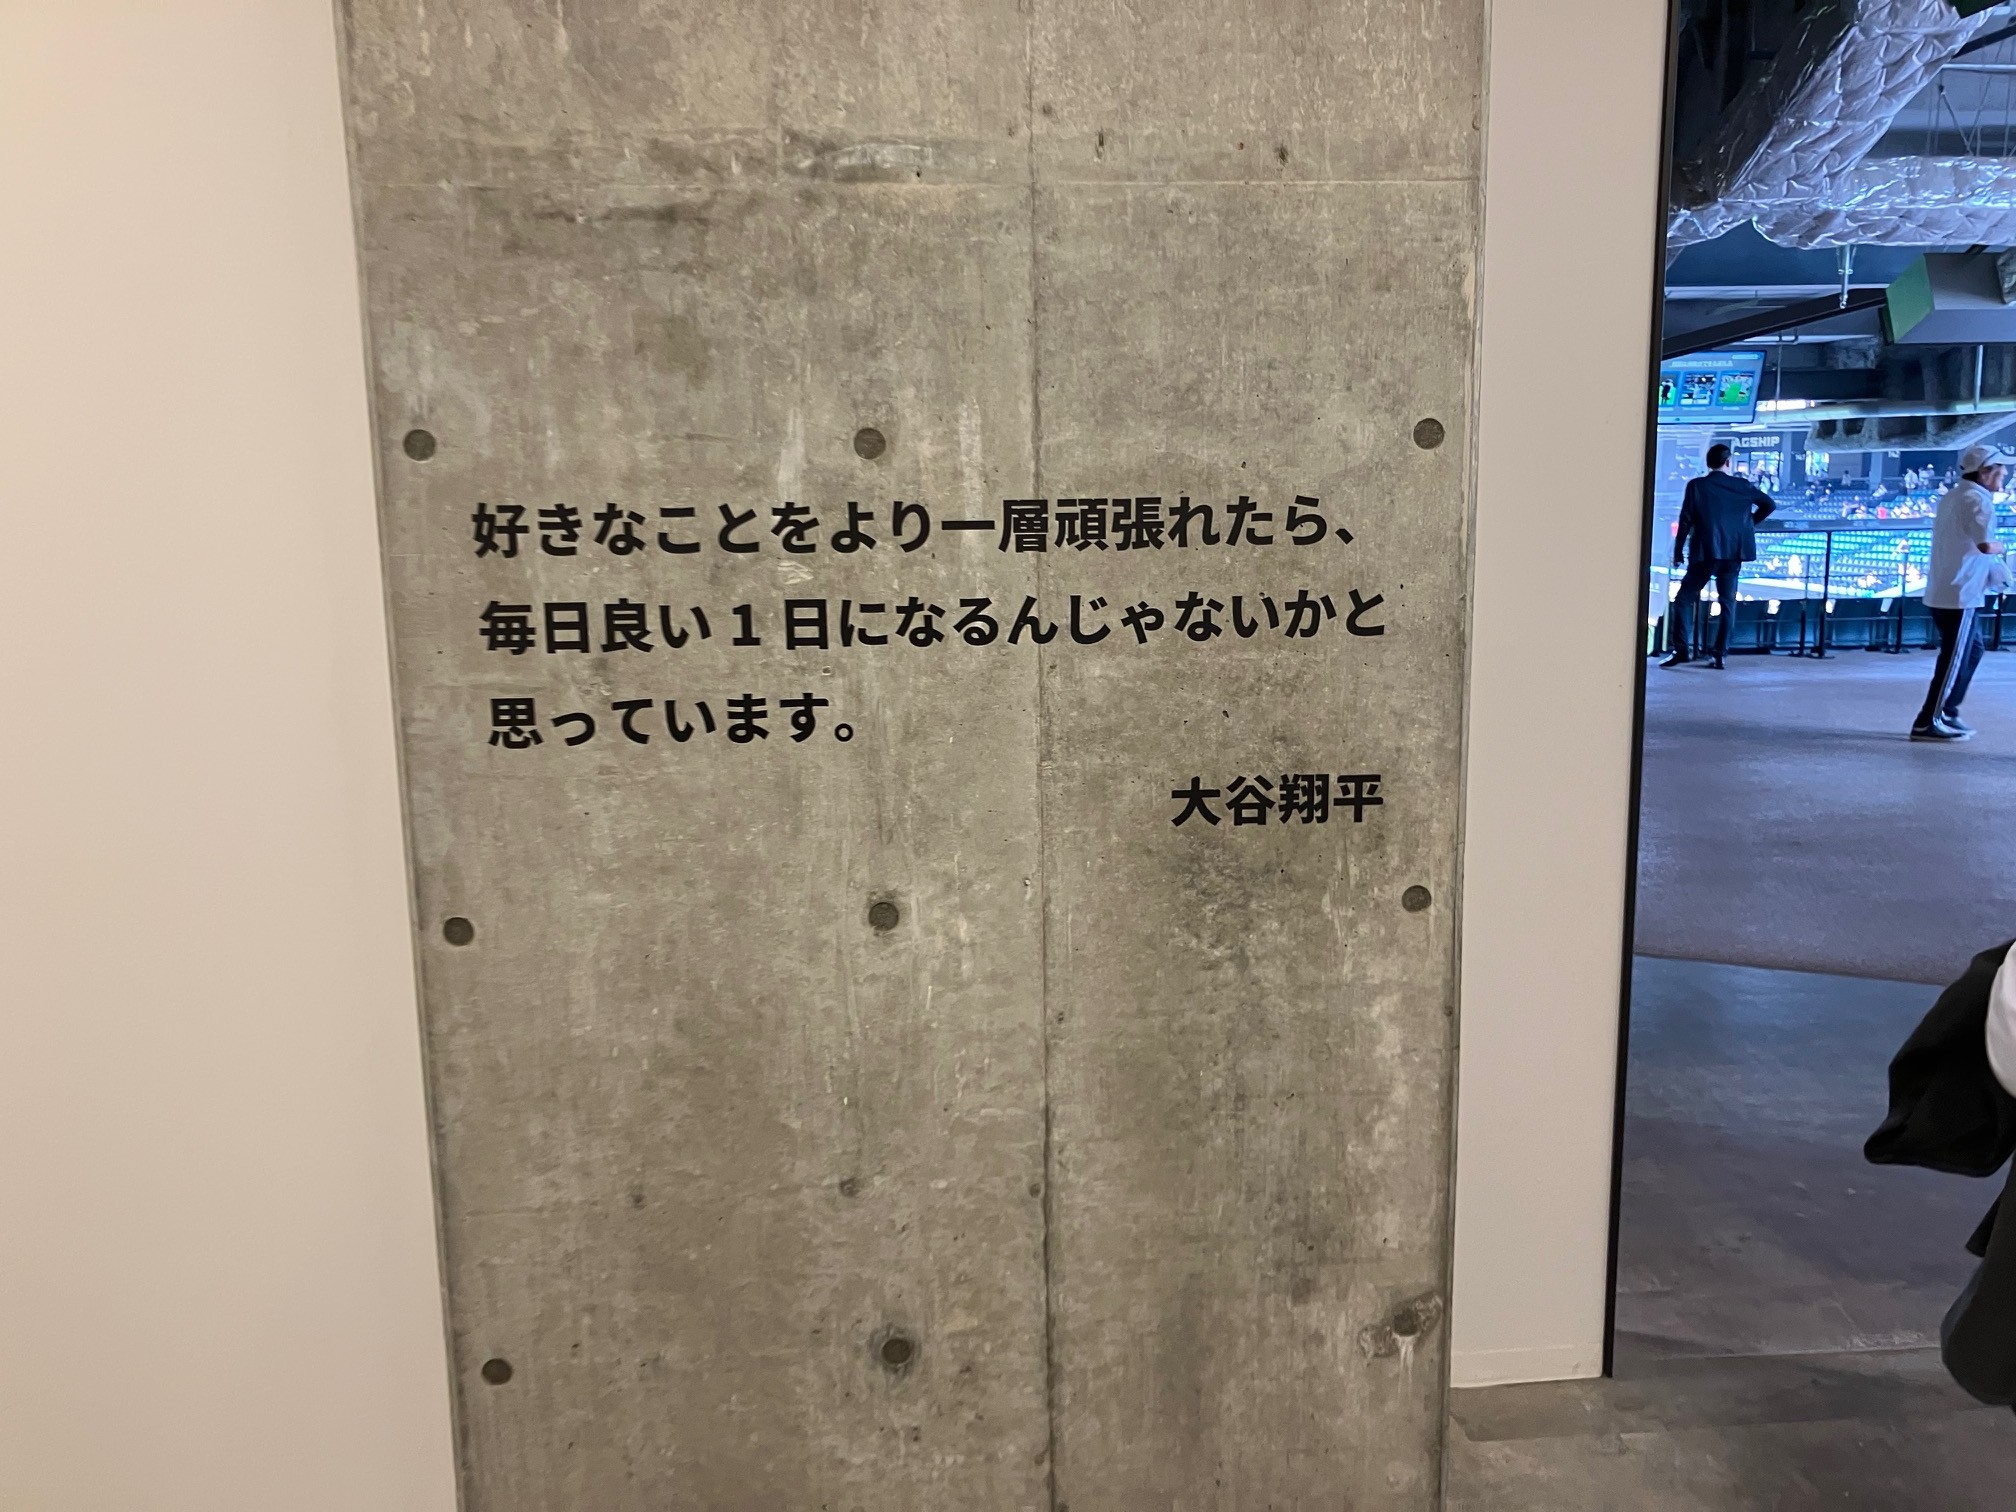 好きなことをより一層頑張れたら、
毎日良い1日になるんじゃないかと
思っています。
大谷翔平
AGSHIP